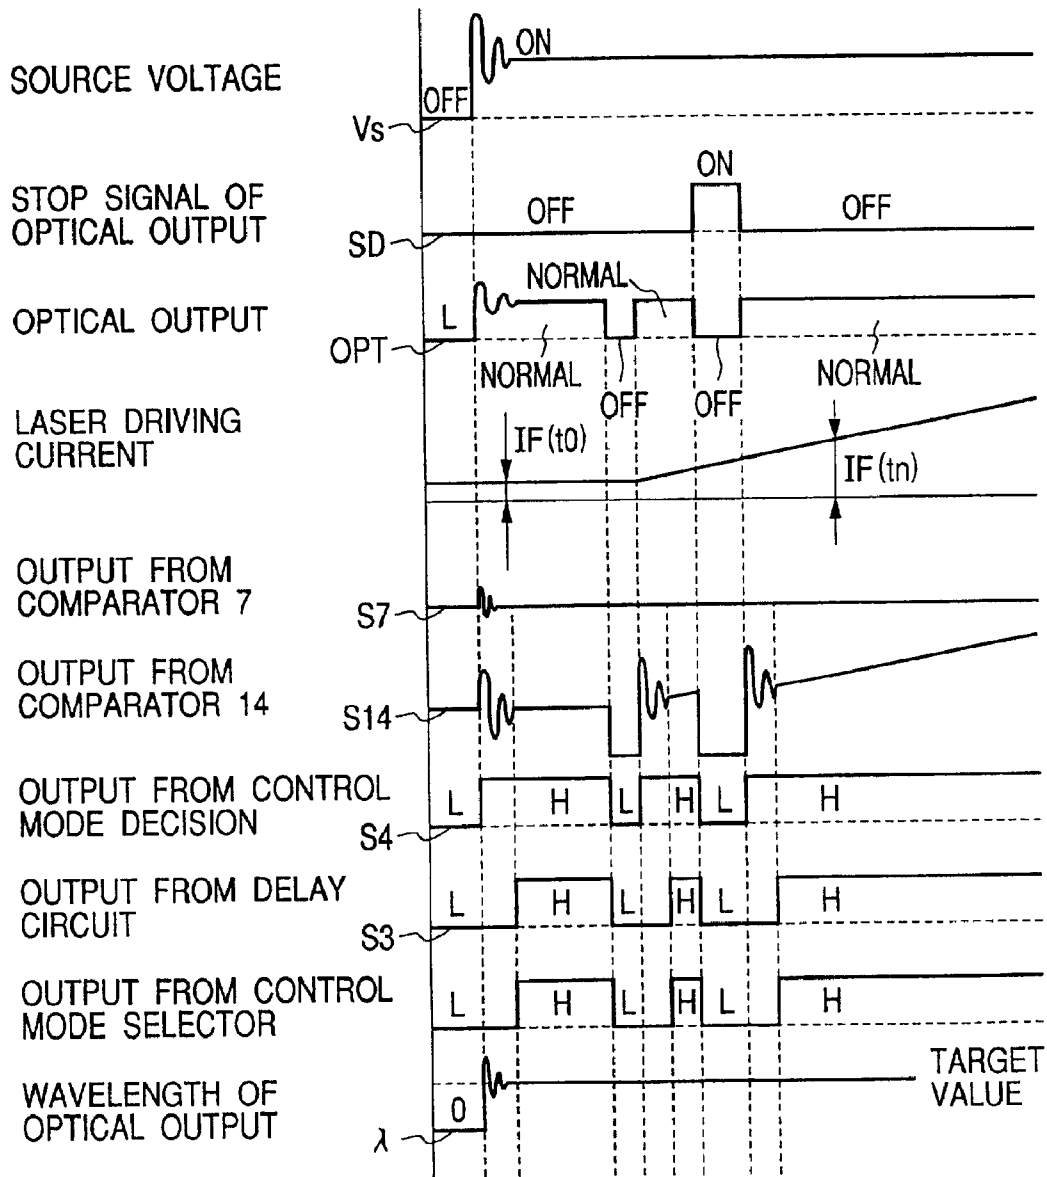 SOURCE VOLTAGE
OFF
ON
Vs
STOP SIGNAL OF
OPTICAL OUTPUT
OFF
ON
OFF
SD
OPTICAL OUTPUT
L
NORMAL
OPT
NORMAL
OFF
OFF
NORMAL
LASER DRIVING
CURRENT
IF(t0)
IF(tn)
OUTPUT FROM
COMPARATOR 7
S7
OUTPUT FROM
COMPARATOR 14
S14
OUTPUT FROM CONTROL
MODE DECISION
L
H
L
H
L
H
S4
OUTPUT FROM DELAY
CIRCUIT
L
H
L
H
L
H
S3
OUTPUT FROM CONTROL
MODE SELECTOR
L
H
L
H
L
H
WAVELENGTH OF
OPTICAL OUTPUT
0
λ
TARGET
VALUE